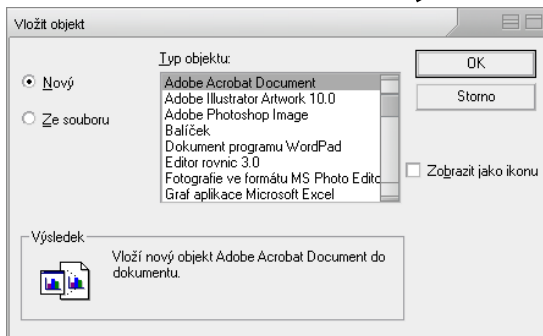 Vložit objekt
Typ objektu:
Nový
Ze souboru
Adobe Acrobat Document
Adobe Illustrator Artwork 10.0
Adobe Photoshop Image
Balíček
Dokument programu WordPad
Editor rovnic 3.0
Fotografie ve formátu MS Photo Edito
Graf aplikace Microsoft Excel
OK
Storno
Zobrazit jako ikonu
Výsledek
Vloží nový objekt Adobe Acrobat Document do
dokumentu.